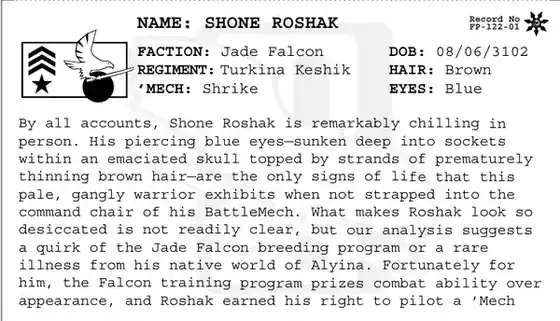 NAME: SHONE ROSHAK
Record No
FP-122-01
FACTION: Jade Falcon
DOB: 08/06/3102
REGIMENT: Turkina Keshik
HAIR: Brown
‘MECH: Shrike
EYES: Blue
By all accounts, Shone Roshak is remarkably chilling in
person. His piercing blue eyes—sunken deep into sockets
within an emaciated skull topped by strands of prematurely
thinning brown hair—are the only signs of life that this
pale, gangly warrior exhibits when not strapped into the
command chair of his BattleMech. What makes Roshak look so
desiccated is not readily clear, but our analysis suggests
a quirk of the Jade Falcon breeding program or a rare
illness from his native world of Alyina. Fortunately for
him, the Falcon training program prizes combat ability over
appearance, and Roshak earned his right to pilot a ‘Mech